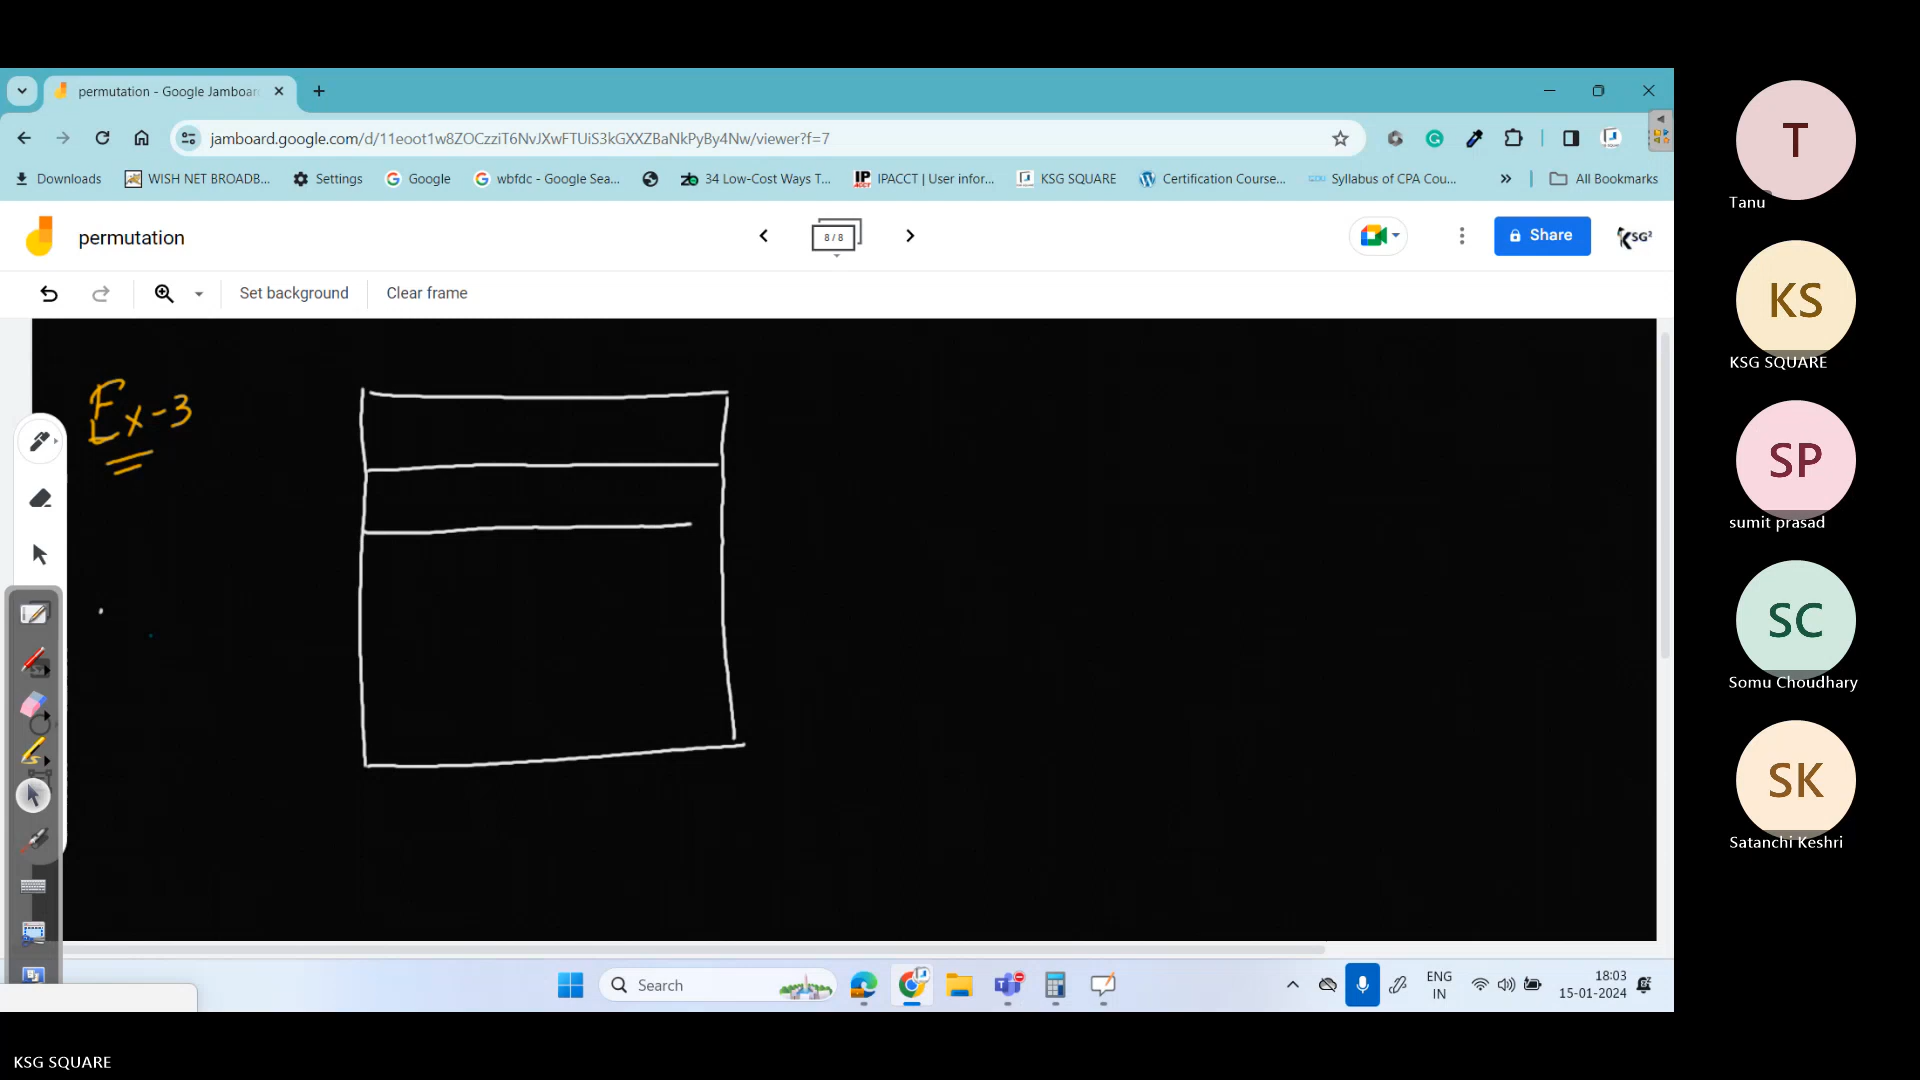 permutation - Google Jamboar
jamboard.google.com/d/11eoot1w8ZOCzziT6NvJXwFTUiS3kGXXZBaNkPyBy4Nw/viewer?f=7
Downloads WISH NET BROADB... Settings Google wbfdc - Google Sea... 34 Low-Cost Ways T... IPACCT | User infor... KSG SQUARE Certification Course... Syllabus of CPA Cou... » All Bookmarks
permutation
8 / 8
Share
KSG²
Set background Clear frame
Ex-3
T
Tanu
KS
KSG SQUARE
SP
sumit prasad
SC
Somu Choudhary
SK
Satanchi Keshri
Search
ENG
IN
18:03
15-01-2024
KSG SQUARE